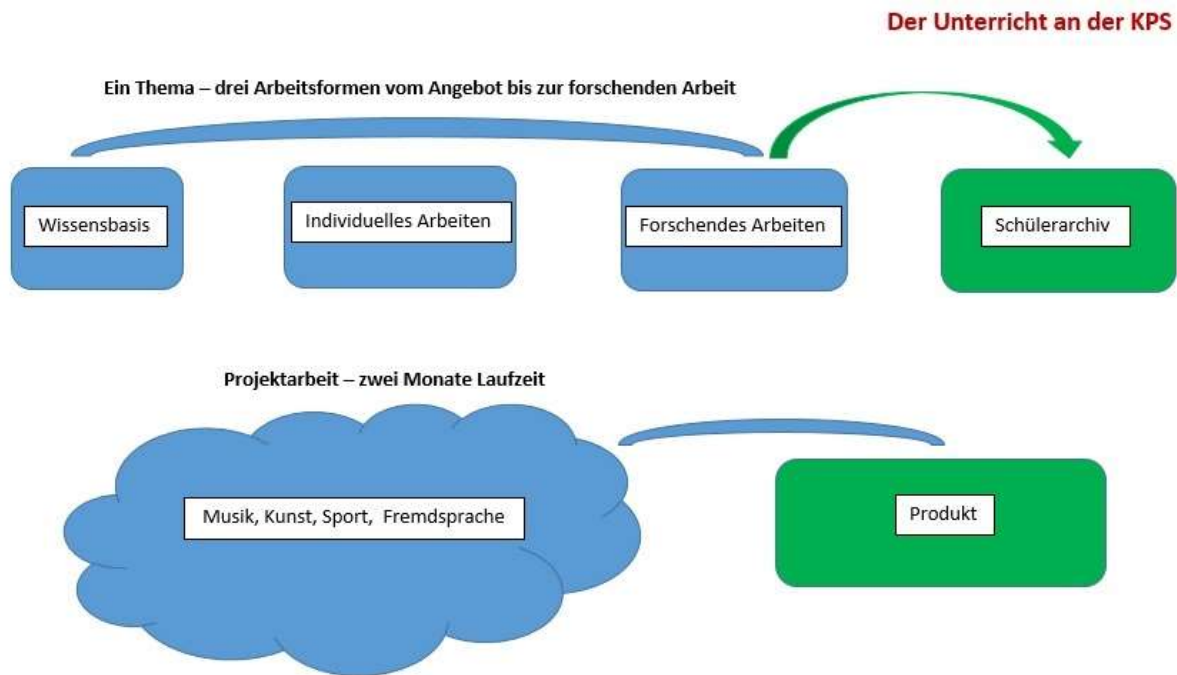 Der Unterricht an der KPS
Ein Thema – drei Arbeitsformen vom Angebot bis zur forschenden Arbeit
Wissensbasis
Individuelles Arbeiten
Forschendes Arbeiten
Schülerarchiv
Projektarbeit – zwei Monate Laufzeit
Musik, Kunst, Sport, Fremdsprache
Produkt